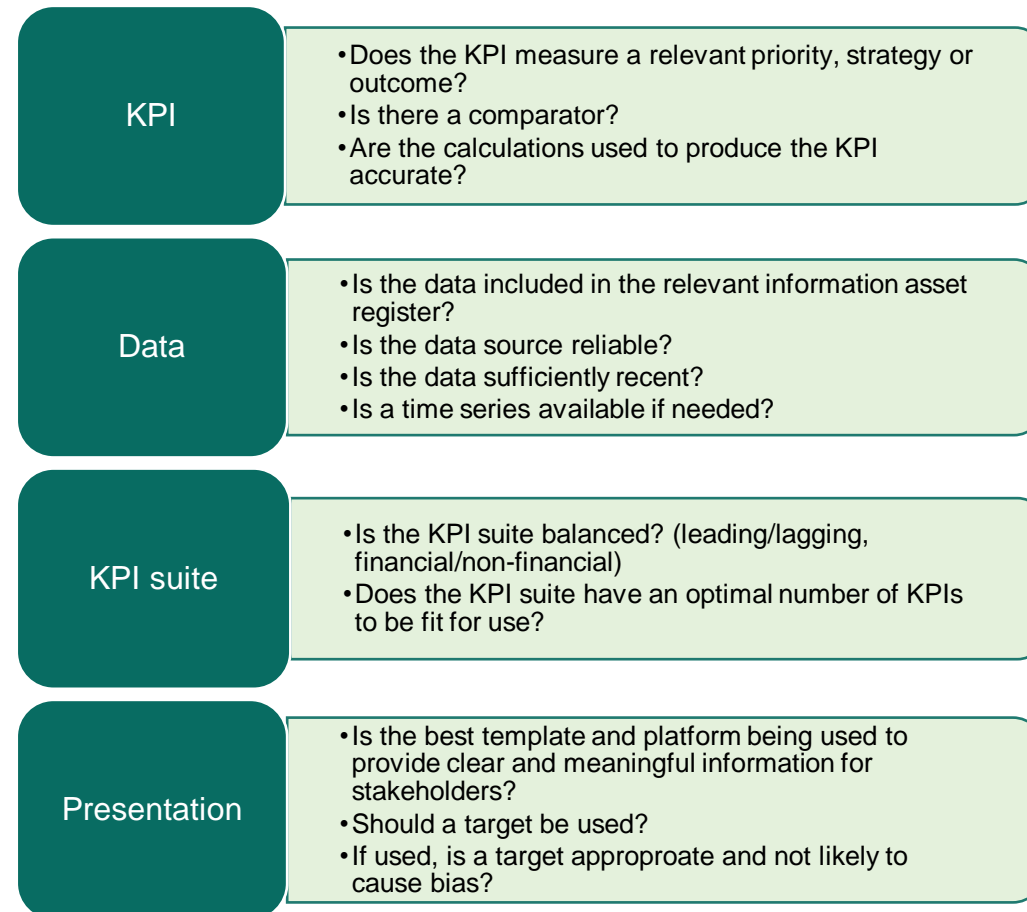 KPI
•Does the KPI measure a relevant priority, strategy or
outcome?
•Is there a comparator?
•Are the calculations used to produce the KPI
accurate?
Data
•Is the data included in the relevant information asset
register?
•Is the data source reliable?
•Is the data sufficiently recent?
•Is a time series available if needed?
KPI suite
•Is the KPI suite balanced? (leading/lagging,
financial/non-financial)
•Does the KPI suite have an optimal number of KPIs
to be fit for use?
Presentation
•Is the best template and platform being used to
provide clear and meaningful information for
stakeholders?
•Should a target be used?
•If used, is a target approproate and not likely to
cause bias?